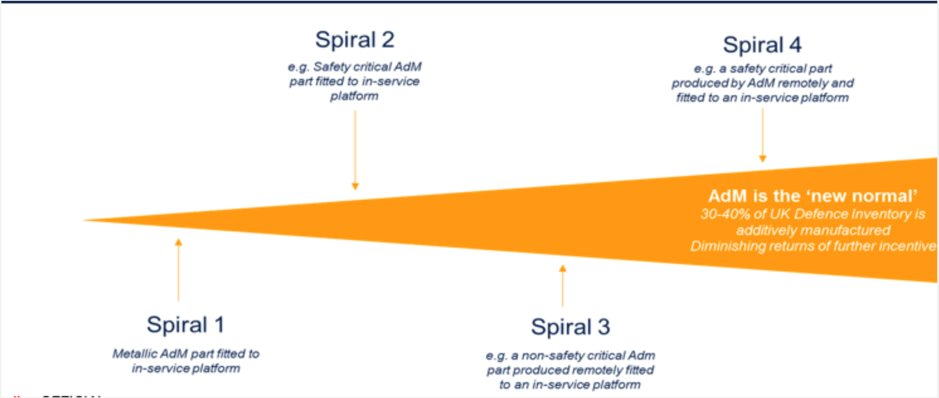 Spiral 2
e.g. Safety critical AdM
part fitted to in-service
platform
Spiral 4
e.g. a safety critical part
produced by AdM remotely and
fitted to an in-service platform
AdM is the ‘new normal’
30-40% of UK Defence Inventory is
additively manufactured
Diminishing returns of further incentive
Spiral 1
Metallic AdM part fitted to
in-service platform
Spiral 3
e.g. a non-safety critical Adm
part produced remotely fitted
to an in-service platform